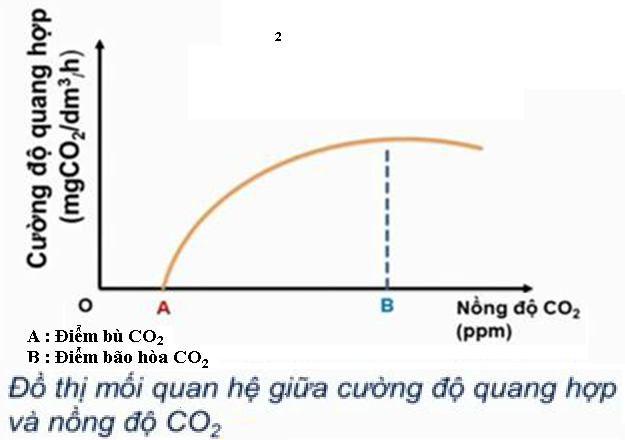 2
Cường độ quang hợp
(mgCO₂/dm³/h)
O
A
B
Nồng độ CO₂
(ppm)
A : Điểm bù CO₂
B : Điểm bão hòa CO₂
Đồ thị mối quan hệ giữa cường độ quang hợp
và nồng độ CO₂